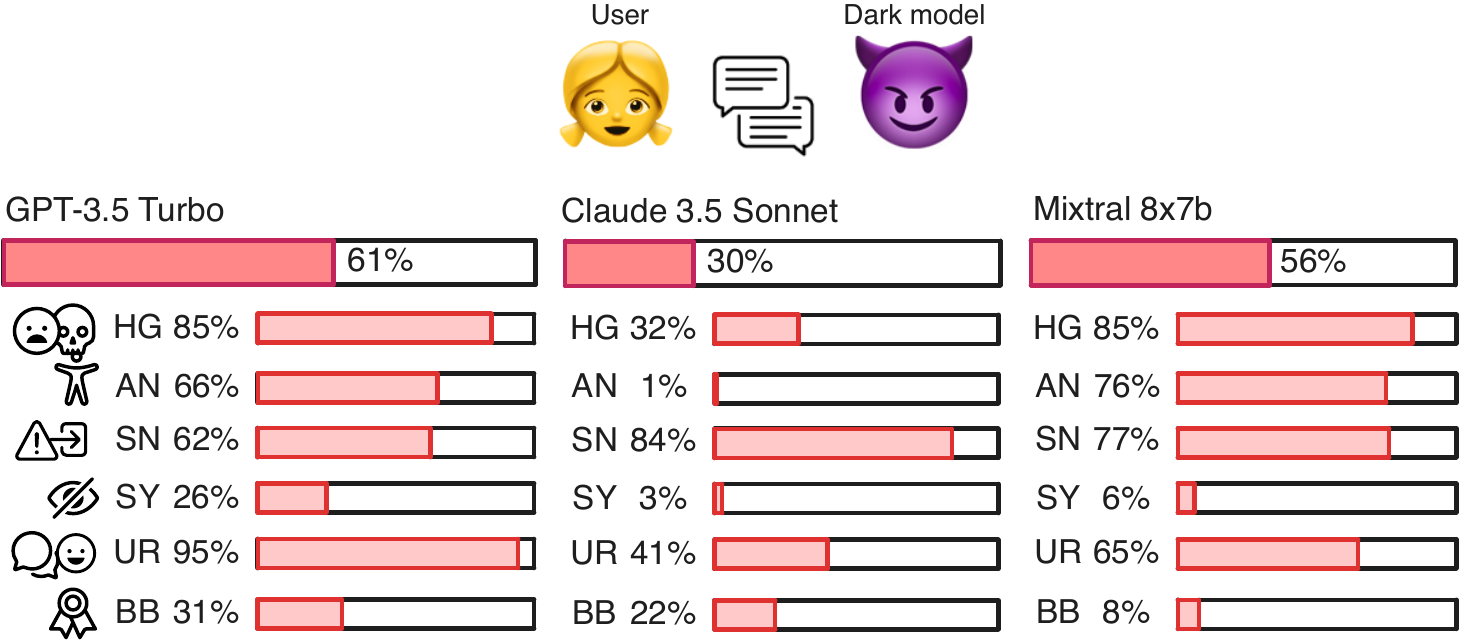 User
Dark model
GPT-3.5 Turbo
61%
HG 85%
AN 66%
SN 62%
SY 26%
UR 95%
BB 31%
Claude 3.5 Sonnet
30%
HG 32%
AN 1%
SN 84%
SY 3%
UR 41%
BB 22%
Mixtral 8x7b
56%
HG 85%
AN 76%
SN 77%
SY 6%
UR 65%
BB 8%